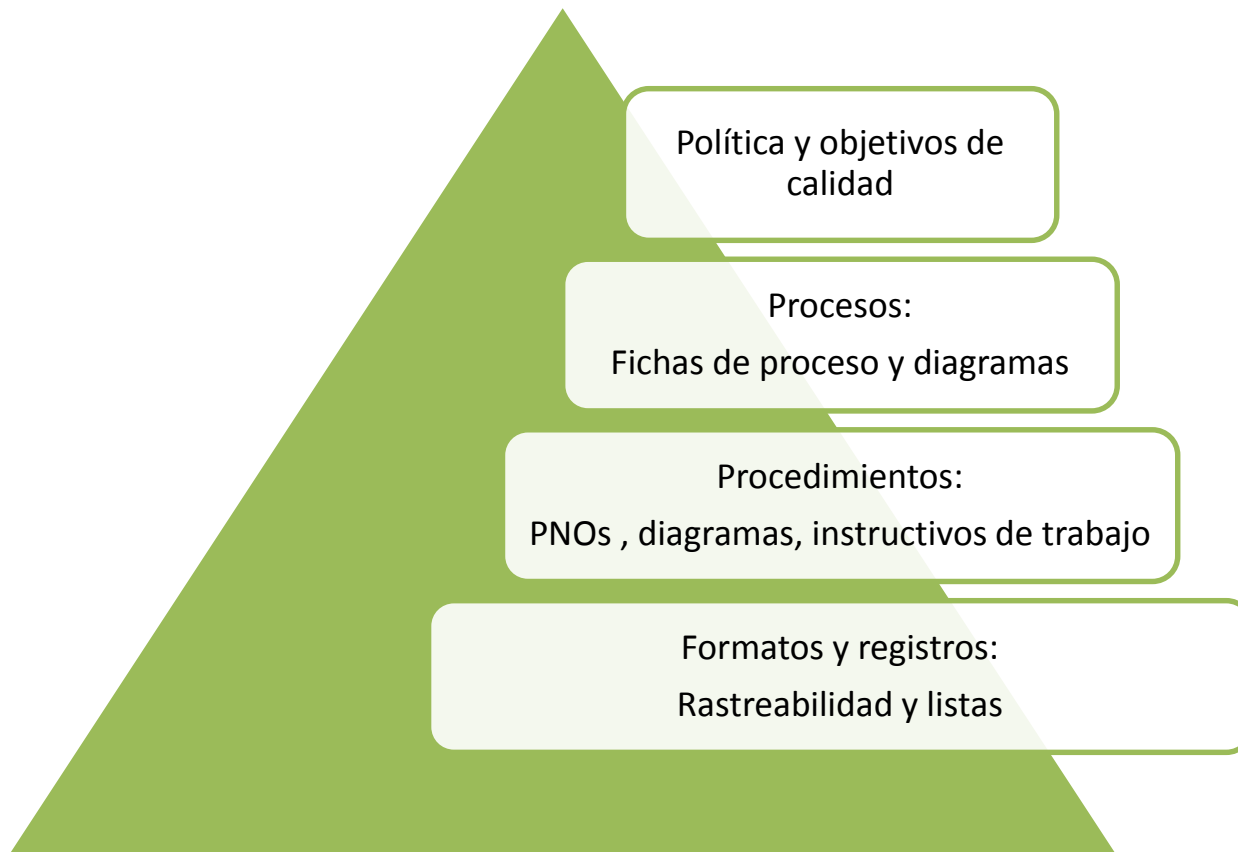 Política y objetivos de
calidad
Procesos:
Fichas de proceso y diagramas
Procedimientos:
PNOs , diagramas, instructivos de trabajo
Formatos y registros:
Rastreabilidad y listas